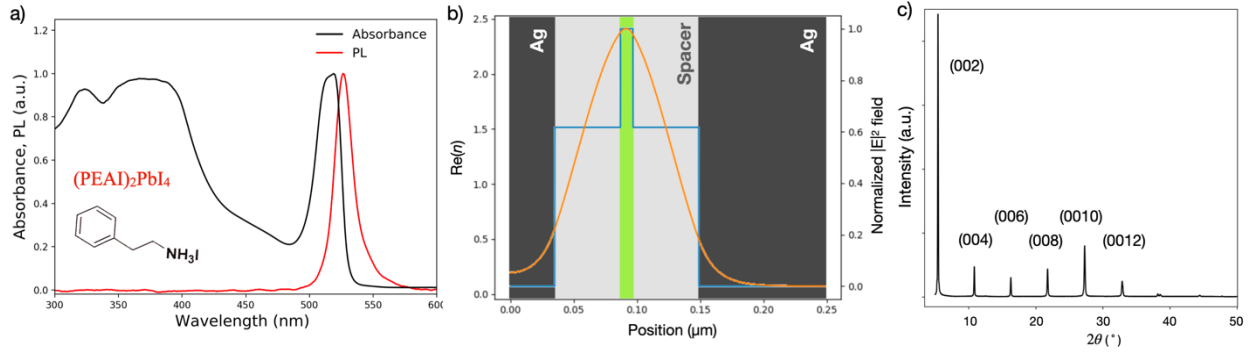 a)
Absorbance, PL (a.u.)
1.2
1.0
0.8
0.6
0.4
0.2
0.0
300 350 400 450 500 550 600
Wavelength (nm)
Absorbance
PL
(PEAI)₂PbI₄
NH₃I
b)
Re(n)
2.5
2.0
1.5
1.0
0.5
0.0
0.00 0.05 0.10 0.15 0.20 0.25
Position (µm)
Ag
Spacer
Ag
1.0
0.8
0.6
0.4
0.2
0.0
Normalized |E|² field
c)
Intensity (a.u.)
(002)
(004)
(006)
(008)
(0010)
(0012)
10 20 30 40 50
2θ (°)